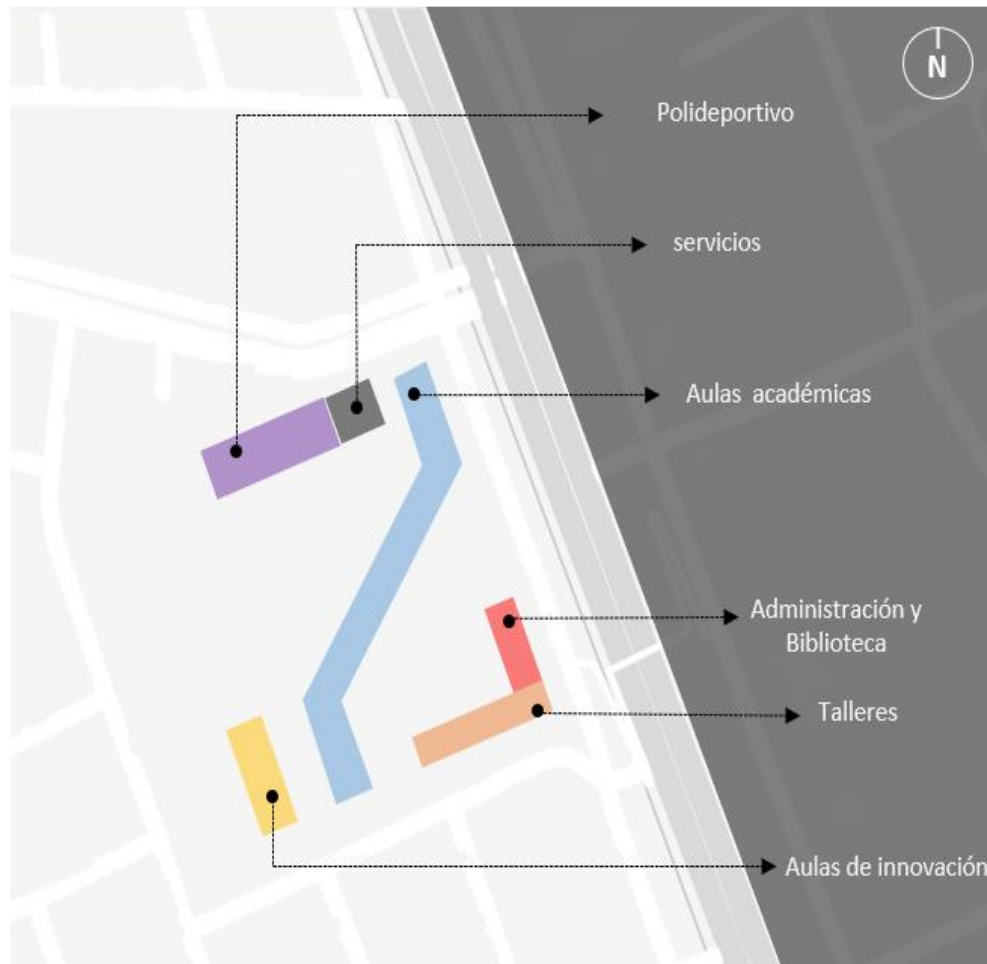 N
Polideportivo
servicios
Aulas académicas
Administración y
Biblioteca
Talleres
Aulas de innovación